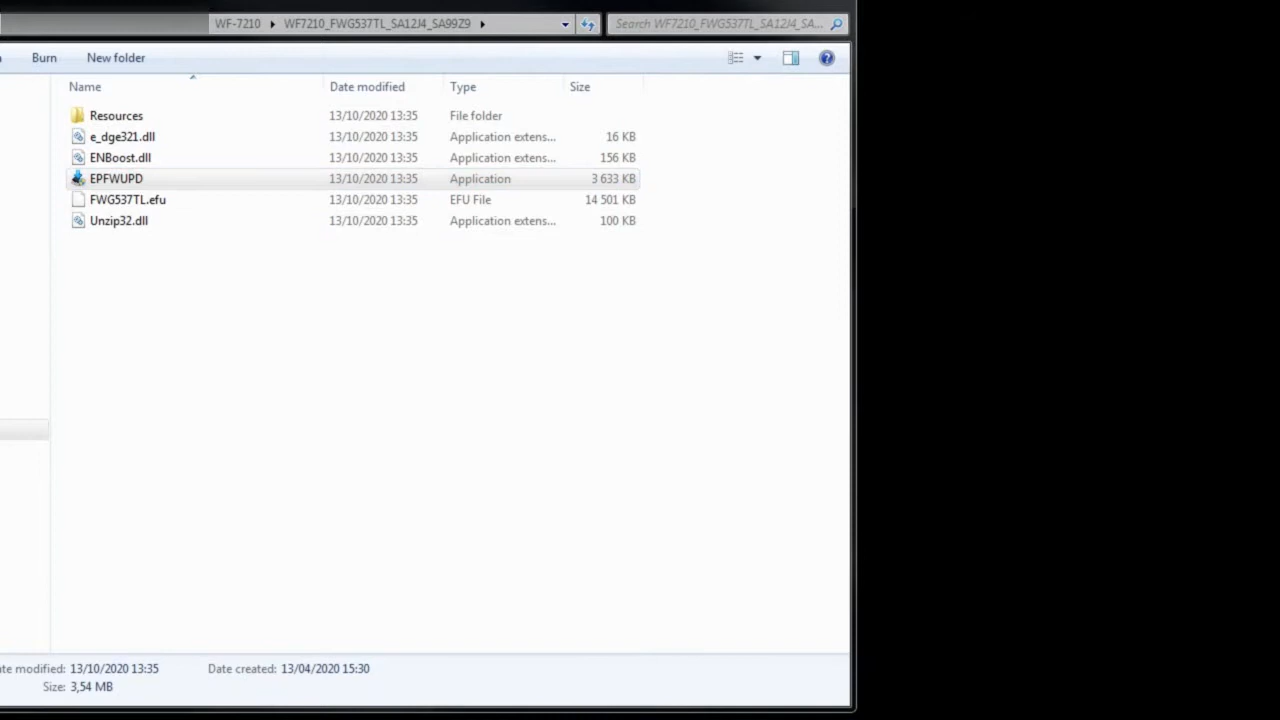 WF-7210 WF7210_FWG537TL_SA12J4_SA99Z9 Search WF7210_FWG537TL_SA12J4_SA...
Burn New folder
Name Date modified Type Size
Resources 13/10/2020 13:35 File folder
e_dge321.dll 13/10/2020 13:35 Application extens... 16 KB
ENBoost.dll 13/10/2020 13:35 Application extens... 156 KB
EPFWUPD 13/10/2020 13:35 Application 3 633 KB
FWG537TL.efu 13/10/2020 13:35 EFU File 14 501 KB
Unzip32.dll 13/10/2020 13:35 Application extens... 100 KB
te modified: 13/10/2020 13:35 Date created: 13/04/2020 15:30
Size: 3,54 MB